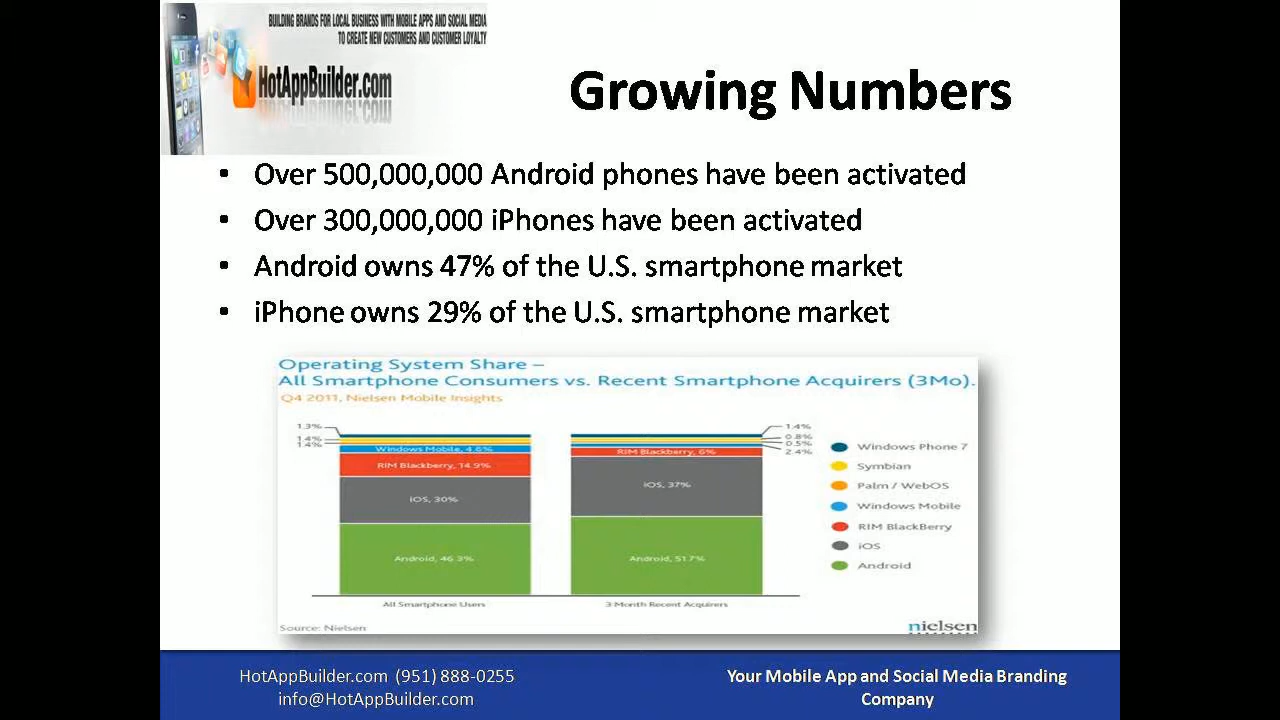 BUILDING BRANDS FOR LOCAL BUSINESS WITH MOBILE APPS AND SOCIAL MEDIA
TO CREATE NEW CUSTOMERS AND CUSTOMER LOYALTY
HotAppBuilder.com
Growing Numbers
• Over 500,000,000 Android phones have been activated
• Over 300,000,000 iPhones have been activated
• Android owns 47% of the U.S. smartphone market
• iPhone owns 29% of the U.S. smartphone market
Operating System Share –
All Smartphone Consumers vs. Recent Smartphone Acquirers (3Mo).
Q4 2011, Nielsen Mobile Insights
1.3%
1.4%
1.4%
Windows Mobile, 4.6%
RIM Blackberry, 14.9%
iOS, 30%
Android, 46.3%
All Smartphone Users
1.4%
0.8%
0.5%
2.4%
RIM Blackberry, 6%
iOS, 37%
Android, 51.7%
3 Month Recent Acquirers
Windows Phone 7
Symbian
Palm / WebOS
Windows Mobile
RIM BlackBerry
iOS
Android
Source: Nielsen
nielsen
HotAppBuilder.com (951) 888-0255
info@HotAppBuilder.com
Your Mobile App and Social Media Branding
Company